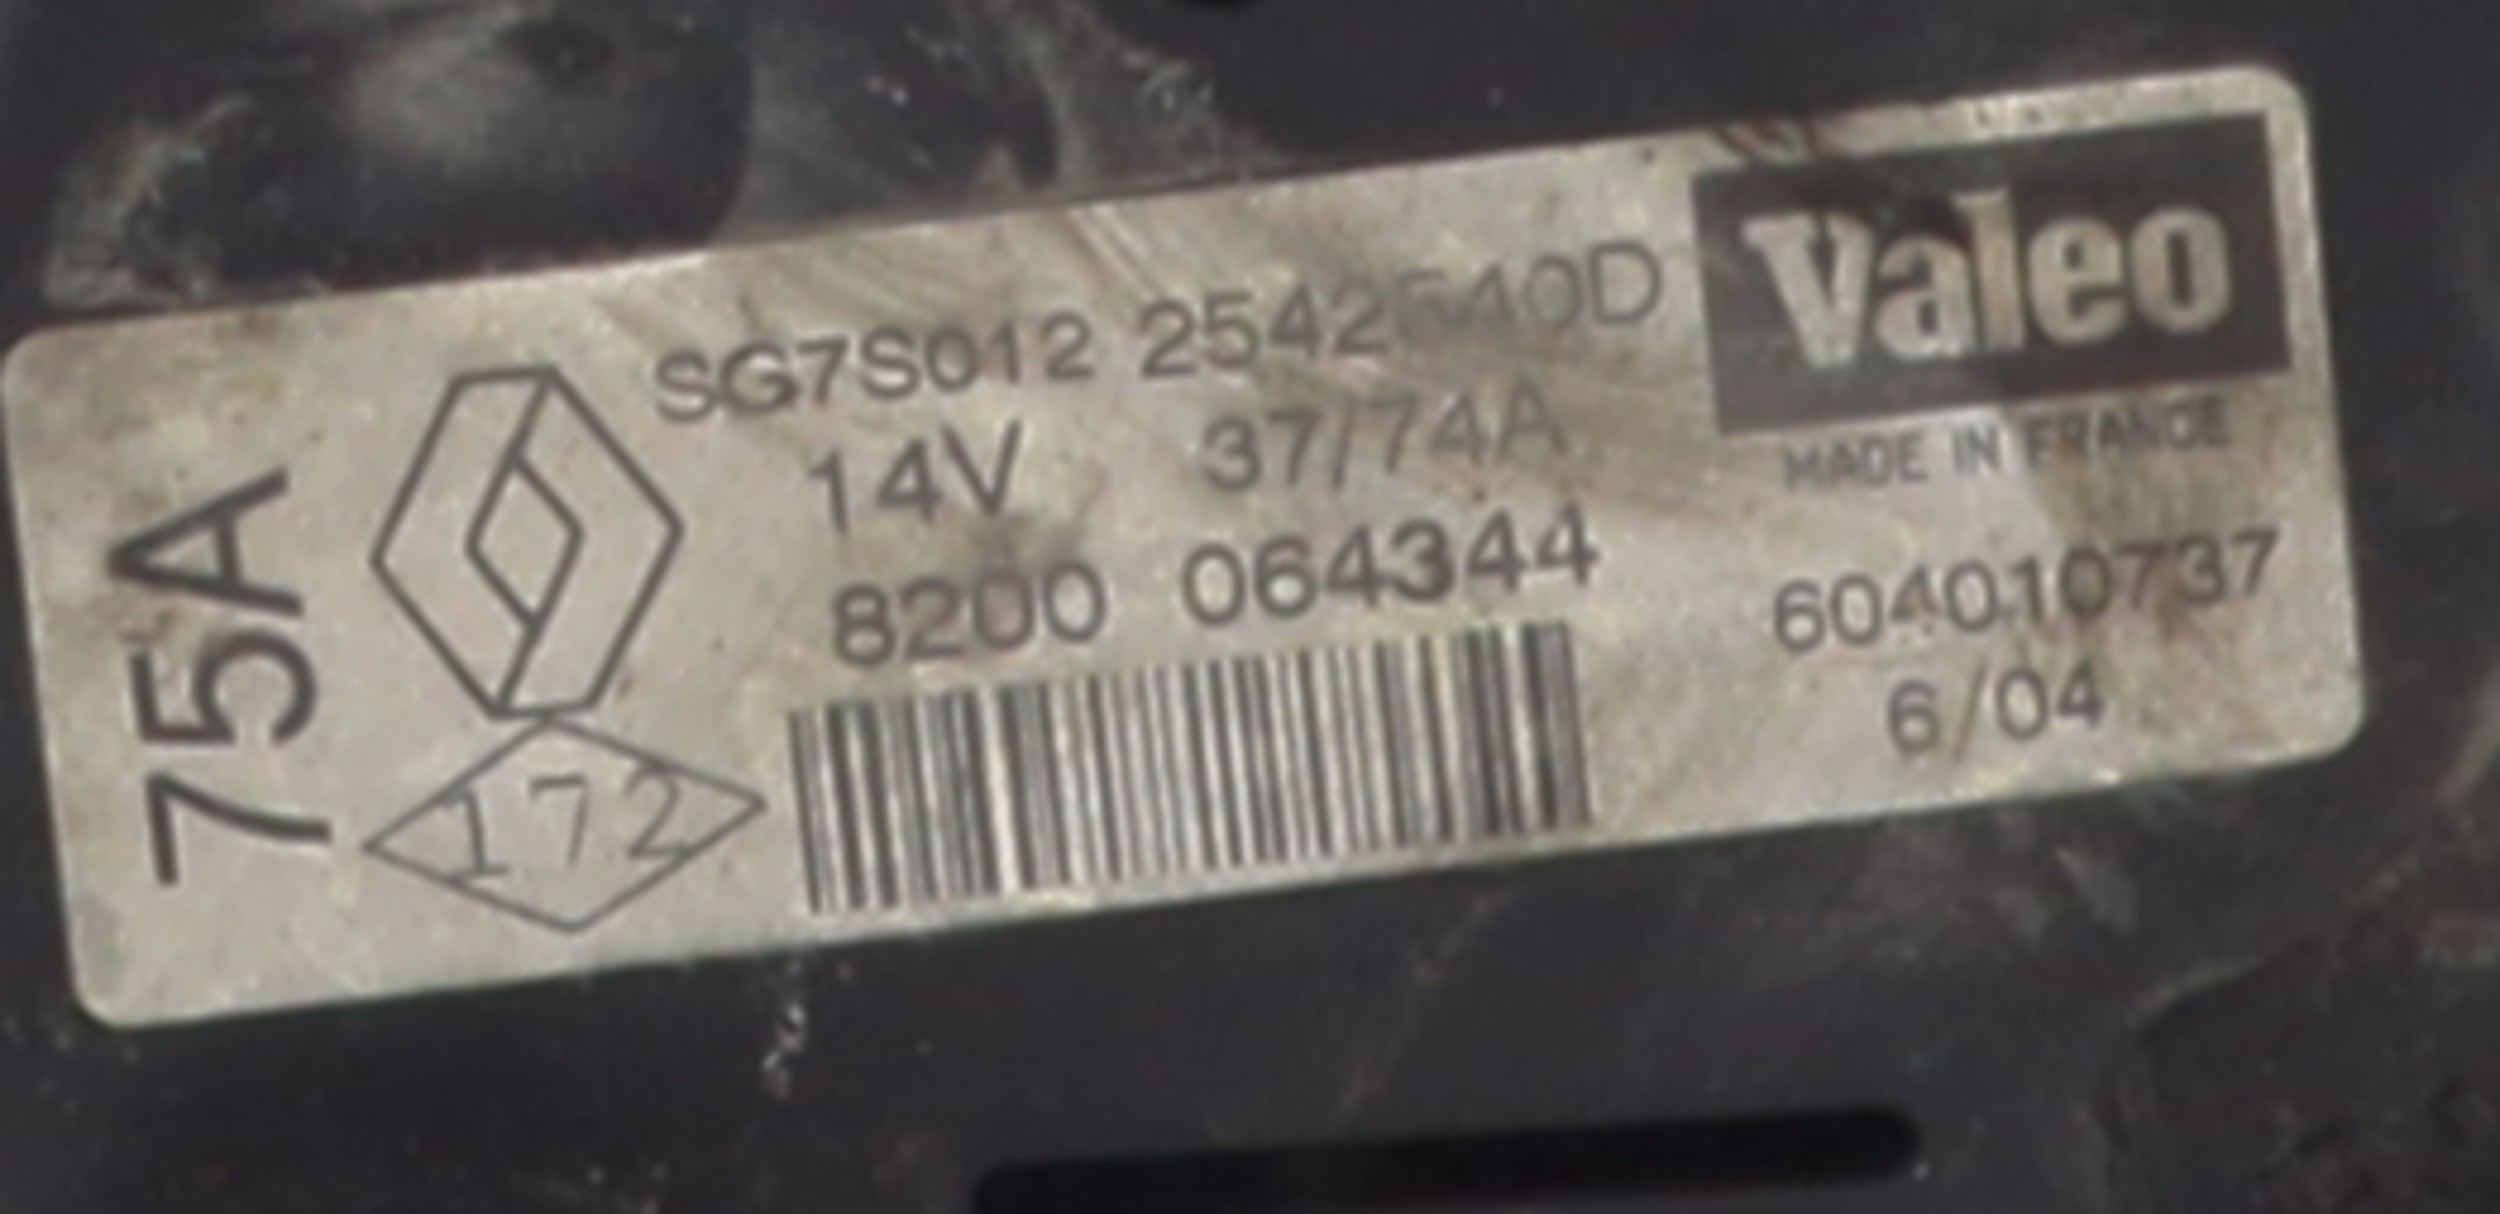 75A
SG7S012
14V 37/74A
8200 064344
172
Valeo
MADE IN FRANCE
604010737
6/04